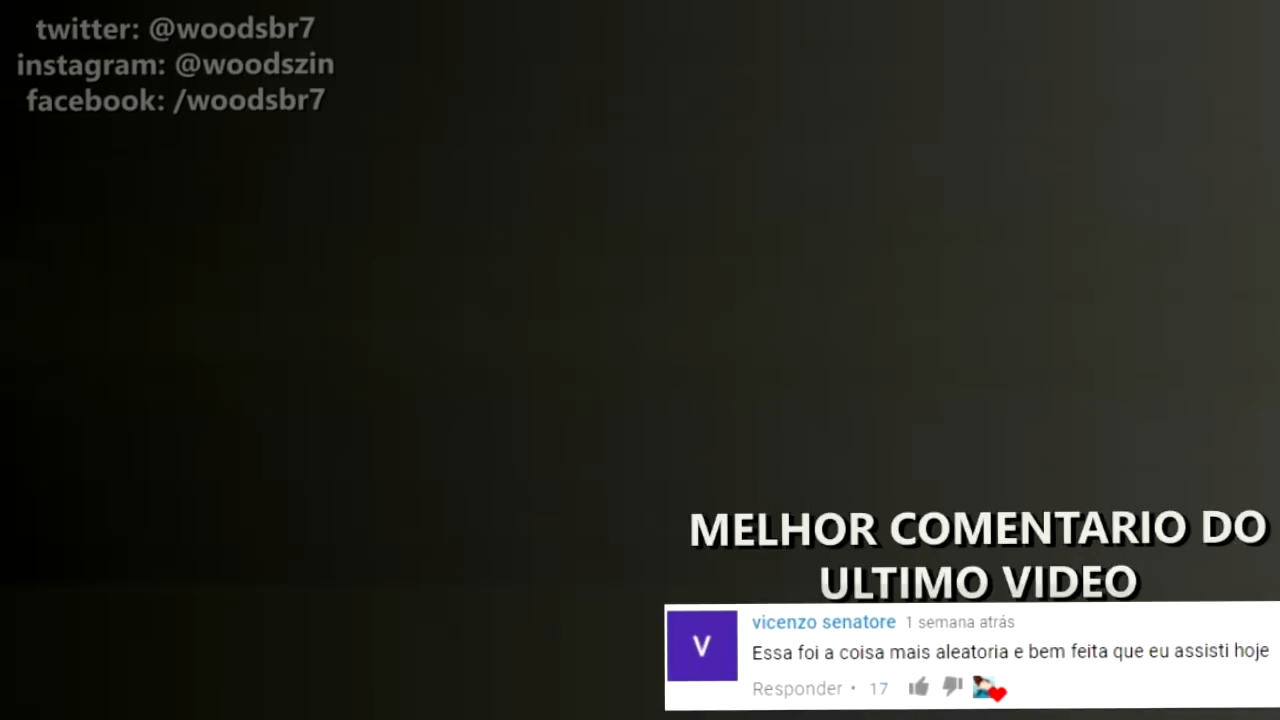 twitter: @woodsbr7
instagram: @woodszin
facebook: /woodsbr7
MELHOR COMENTARIO DO
ULTIMO VIDEO
V
vicenzo senatore 1 semana atrás
Essa foi a coisa mais aleatoria e bem feita que eu assisti hoje
Responder • 17